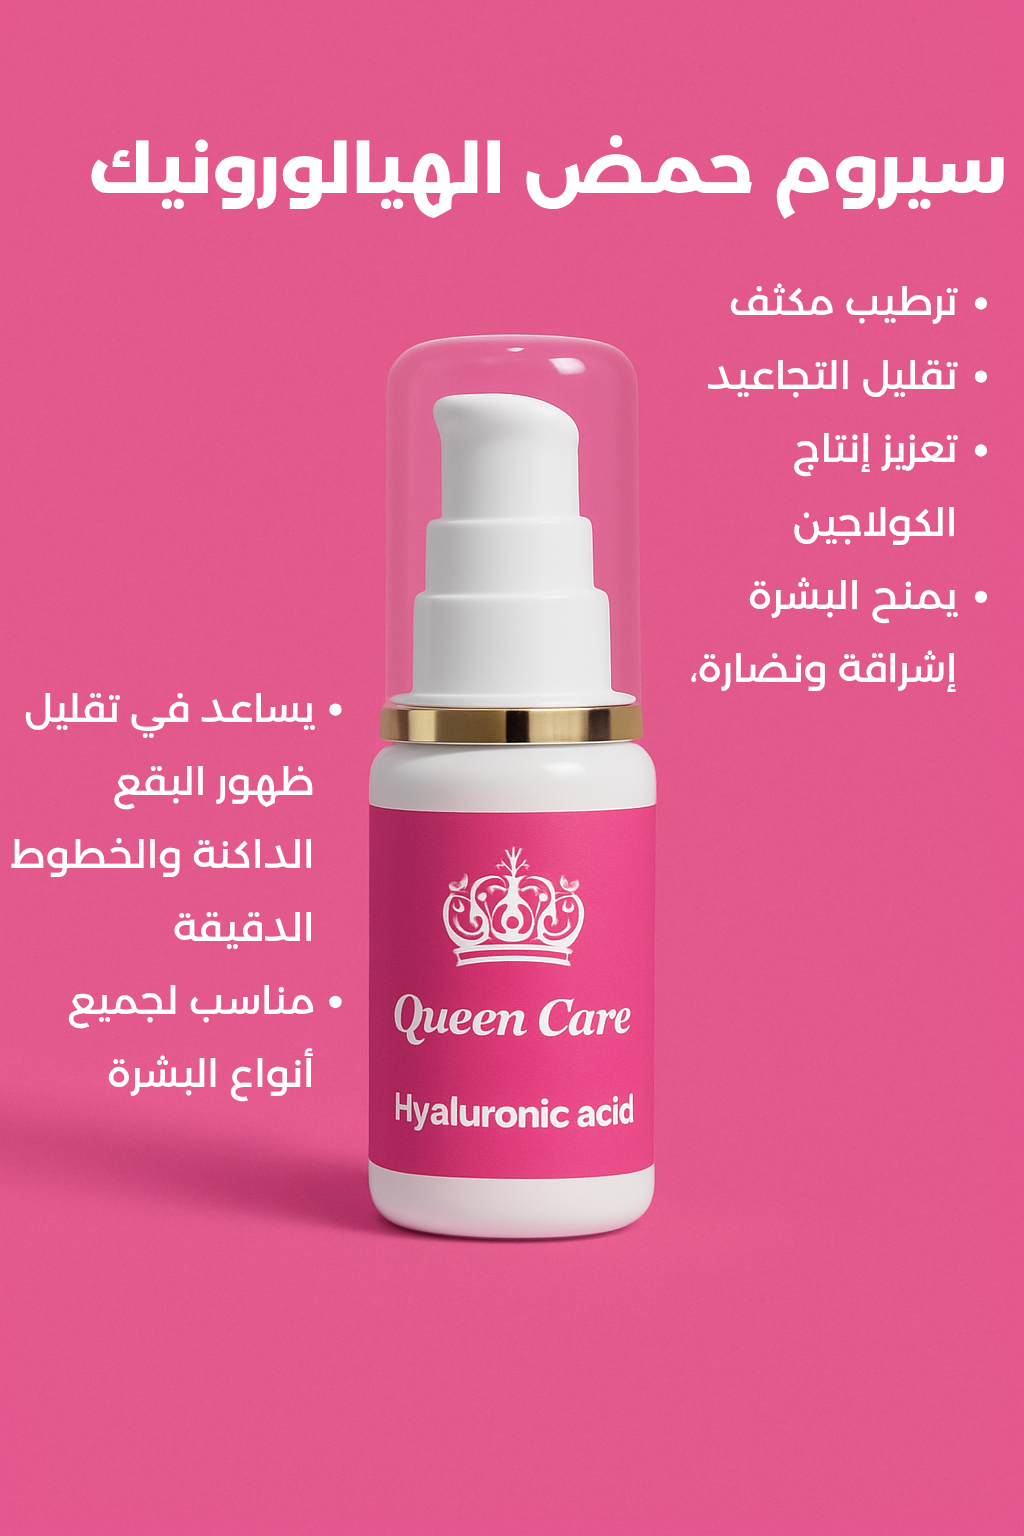 سيروم حمض الهيالورونيك
• ترطيب مكثف
• تقليل التجاعيد
• تعزيز إنتاج
الكولاجين
• يمنح البشرة
إشراقة ونضارة،
• يساعد في تقليل
ظهور البقع
الداكنة والخطوط
الدقيقة
• مناسب لجميع
أنواع البشرة
Queen Care
Hyaluronic acid